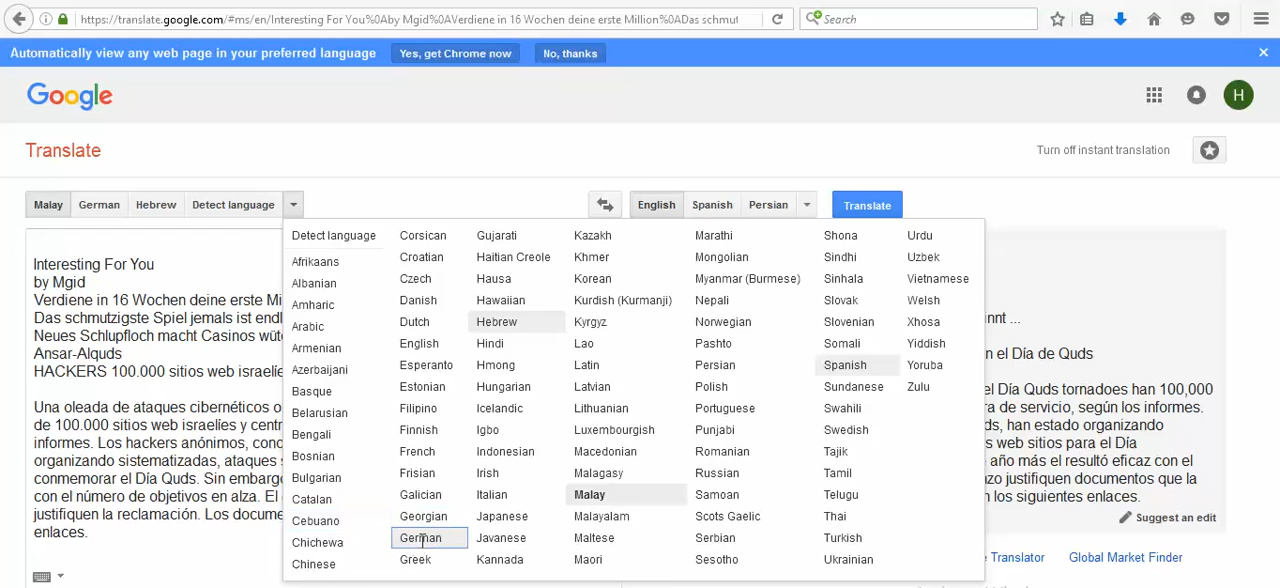 https://translate.google.com/#ms/en/Interesting For You%0Aby Mgid%0AVerdiene in 16 Wochen deine erste Million%0ADas schmut
Search
Automatically view any web page in your preferred language
Yes, get Chrome now
No, thanks
Google
H
Translate
Turn off instant translation
Malay German Hebrew Detect language
English Spanish Persian
Translate
Interesting For You
by Mgid
Verdiene in 16 Wochen deine erste Mi
Das schmutzigste Spiel jemals ist endl
Neues Schlupfloch macht Casinos wüt
Ansar-Alquds
HACKERS 100.000 sitios web israelie
Una oleada de ataques cibernéticos o
de 100.000 sitios web israelíes y centr
informes. Los hackers anónimos, cono
organizando sistematizadas, ataques s
conmemorar el Día Quds. Sin embarg
con el número de objetivos en alza. El
justifiquen la reclamación. Los docume
enlaces.
Detect language
Afrikaans
Albanian
Amharic
Arabic
Armenian
Azerbaijani
Basque
Belarusian
Bengali
Bosnian
Bulgarian
Catalan
Cebuano
Chichewa
Chinese
Corsican
Croatian
Czech
Danish
Dutch
English
Esperanto
Estonian
Filipino
Finnish
French
Frisian
Galician
Georgian
German
Greek
Gujarati
Haitian Creole
Hausa
Hawaiian
Hebrew
Hindi
Hmong
Hungarian
Icelandic
Igbo
Indonesian
Irish
Italian
Japanese
Javanese
Kannada
Kazakh
Khmer
Korean
Kurdish (Kurmanji)
Kyrgyz
Lao
Latin
Latvian
Lithuanian
Luxembourgish
Macedonian
Malagasy
Malay
Malayalam
Maltese
Maori
Marathi
Mongolian
Myanmar (Burmese)
Nepali
Norwegian
Pashto
Persian
Polish
Portuguese
Punjabi
Romanian
Russian
Samoan
Scots Gaelic
Serbian
Sesotho
Shona
Sindhi
Sinhala
Slovak
Slovenian
Somali
Spanish
Sundanese
Swahili
Swedish
Tajik
Tamil
Telugu
Thai
Turkish
Ukrainian
Urdu
Uzbek
Vietnamese
Welsh
Xhosa
Yiddish
Yoruba
Zulu
nnt ...
n el Día de Quds
el Día Quds tornadoes han 100,000
ra de servicio, según los informes.
ds, han estado organizando
s web sitios para el Día
año más el resultó eficaz con el
nzo justifiquen documentos que la
n los siguientes enlaces.
Suggest an edit
e Translator
Global Market Finder